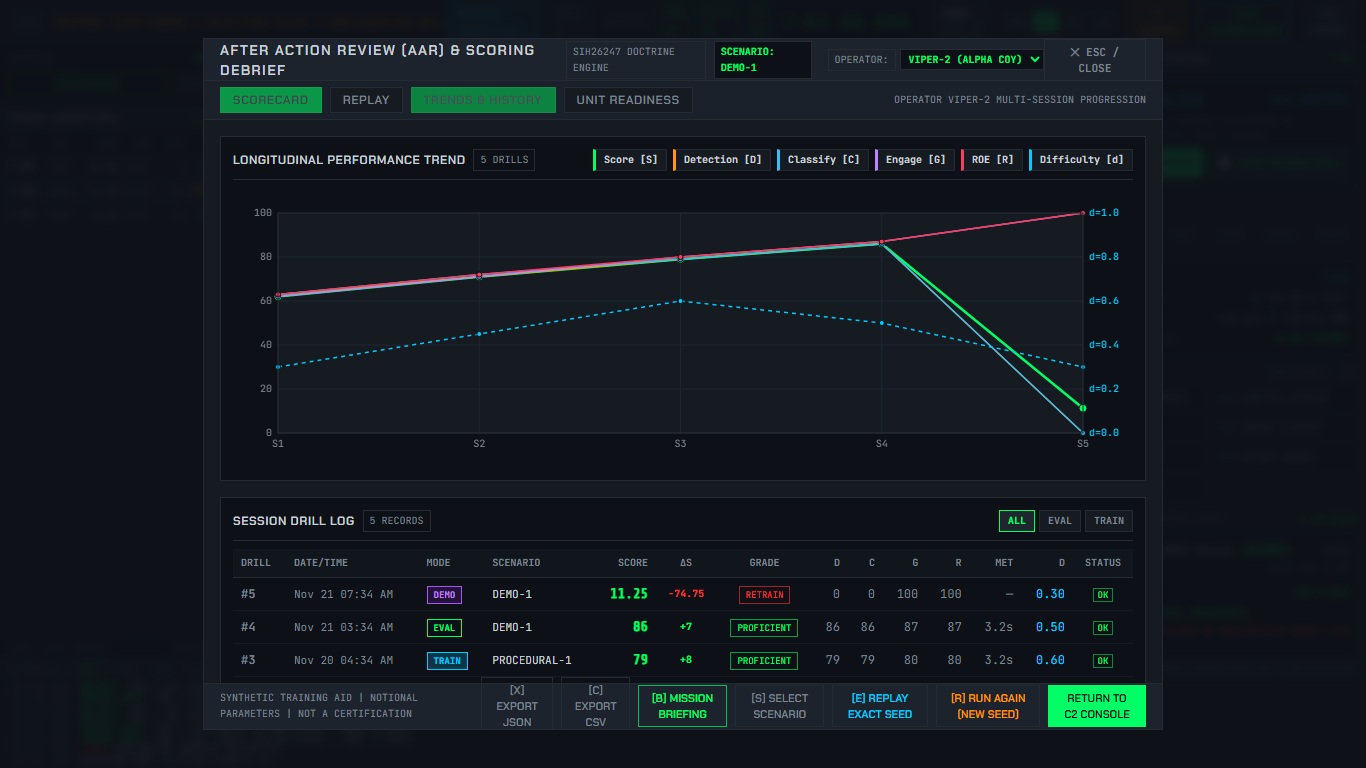 AFTER ACTION REVIEW (AAR) & SCORING
DEBRIEF
SIH26247 DOCTRINE
ENGINE
SCENARIO:
DEMO-1
OPERATOR:
VIPER-2 (ALPHA COY)
✕ ESC /
CLOSE
SCORECARD
REPLAY
TRENDS & HISTORY
UNIT READINESS
OPERATOR VIPER-2 MULTI-SESSION PROGRESSION
LONGITUDINAL PERFORMANCE TREND
5 DRILLS
Score [S]
Detection [D]
Classify [C]
Engage [G]
ROE [R]
Difficulty [d]
100
80
60
40
20
0
d=1.0
d=0.8
d=0.6
d=0.4
d=0.2
d=0.0
S1 S2 S3 S4 S5
SESSION DRILL LOG
5 RECORDS
ALL
EVAL
TRAIN
DRILL DATE/TIME MODE SCENARIO SCORE ΔS GRADE D C G R MET D STATUS
#5 Nov 21 07:34 AM DEMO DEMO-1 11.25 -74.75 RETRAIN 0 0 100 100 — 0.30 OK
#4 Nov 21 03:34 AM EVAL DEMO-1 86 +7 PROFICIENT 86 86 87 87 3.2s 0.50 OK
#3 Nov 20 04:34 AM TRAIN PROCEDURAL-1 79 +8 PROFICIENT 79 79 80 80 3.2s 0.60 OK
SYNTHETIC TRAINING AID | NOTIONAL
PARAMETERS | NOT A CERTIFICATION
[X]
EXPORT
JSON
[C]
EXPORT
CSV
[B] MISSION
BRIEFING
[S] SELECT
SCENARIO
[E] REPLAY
EXACT SEED
[R] RUN AGAIN
(NEW SEED)
RETURN TO
C2 CONSOLE